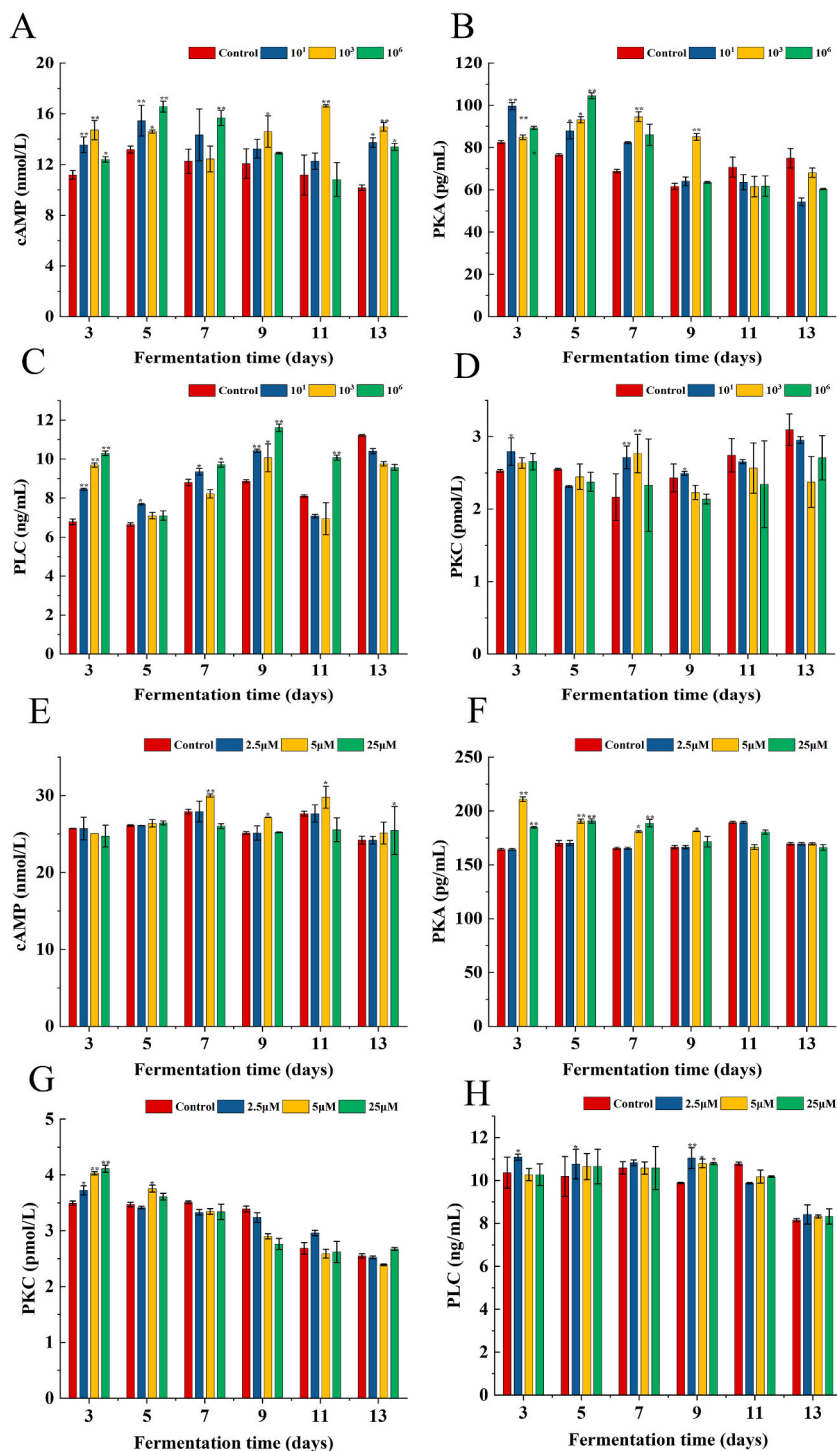 A
Control 10¹ 10³ 10⁶
cAMP (nmol/L)
20
16
12
8
4
0
** ** * ** * ** ** * ** * ** *
3 5 7 9 11 13
Fermentation time (days)
B
Control 10¹ 10³ 10⁶
PKA (pg/mL)
120
100
80
60
40
20
0
** ** * * * ** ** **
3 5 7 9 11 13
Fermentation time (days)
C
Control 10¹ 10³ 10⁶
PLC (ng/mL)
12
10
8
6
4
2
0
** ** ** * * * ** * ** **
3 5 7 9 11 13
Fermentation time (days)
D
Control 10¹ 10³ 10⁶
PKC (pmol/L)
3
2
1
0
* ** ** *
3 5 7 9 11 13
Fermentation time (days)
E
Control 2.5μM 5μM 25μM
cAMP (nmol/L)
30
20
10
0
** * * *
3 5 7 9 11 13
Fermentation time (days)
F
Control 2.5μM 5μM 25μM
PKA (pg/mL)
250
200
150
100
50
0
** ** ** ** * ** *
3 5 7 9 11 13
Fermentation time (days)
G
Control 2.5μM 5μM 25μM
PKC (pmol/L)
5
4
3
2
1
0
* ** ** *
3 5 7 9 11 13
Fermentation time (days)
H
Control 2.5μM 5μM 25μM
PLC (ng/mL)
12
10
8
6
4
2
0
* * ** * *
3 5 7 9 11 13
Fermentation time (days)